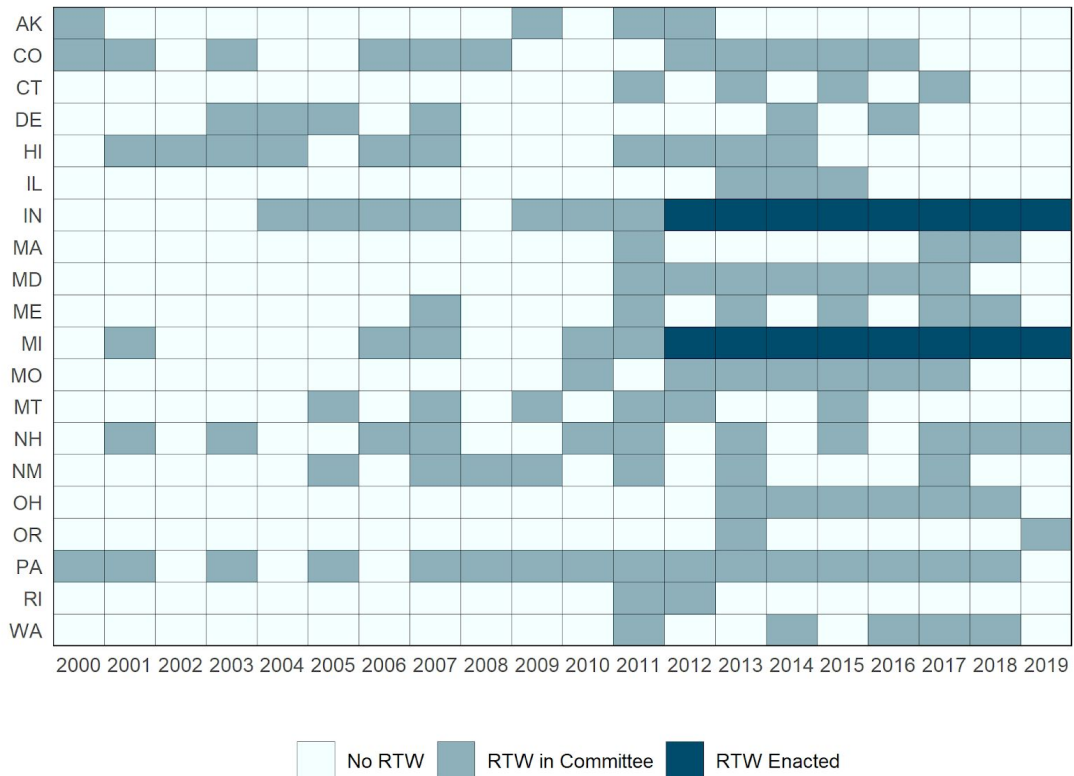 AK
CO
CT
DE
HI
IL
IN
MA
MD
ME
MI
MO
MT
NH
NM
OH
OR
PA
RI
WA
2000 2001 2002 2003 2004 2005 2006 2007 2008 2009 2010 2011 2012 2013 2014 2015 2016 2017 2018 2019
No RTW RTW in Committee RTW Enacted